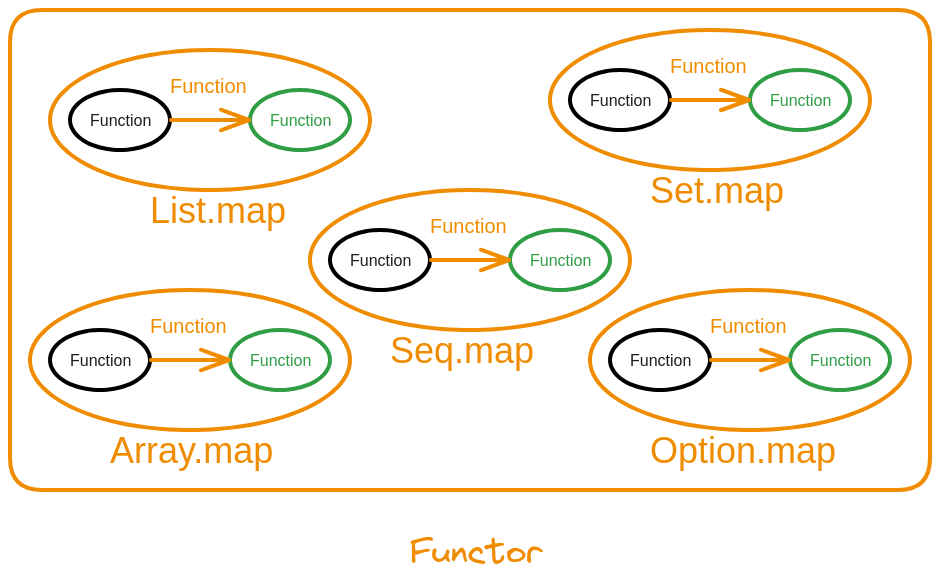 Function
Function Function
List.map
Function
Function Function
Set.map
Function
Function Function
Seq.map
Function
Function Function
Array.map
Function
Function Function
Option.map
Functor